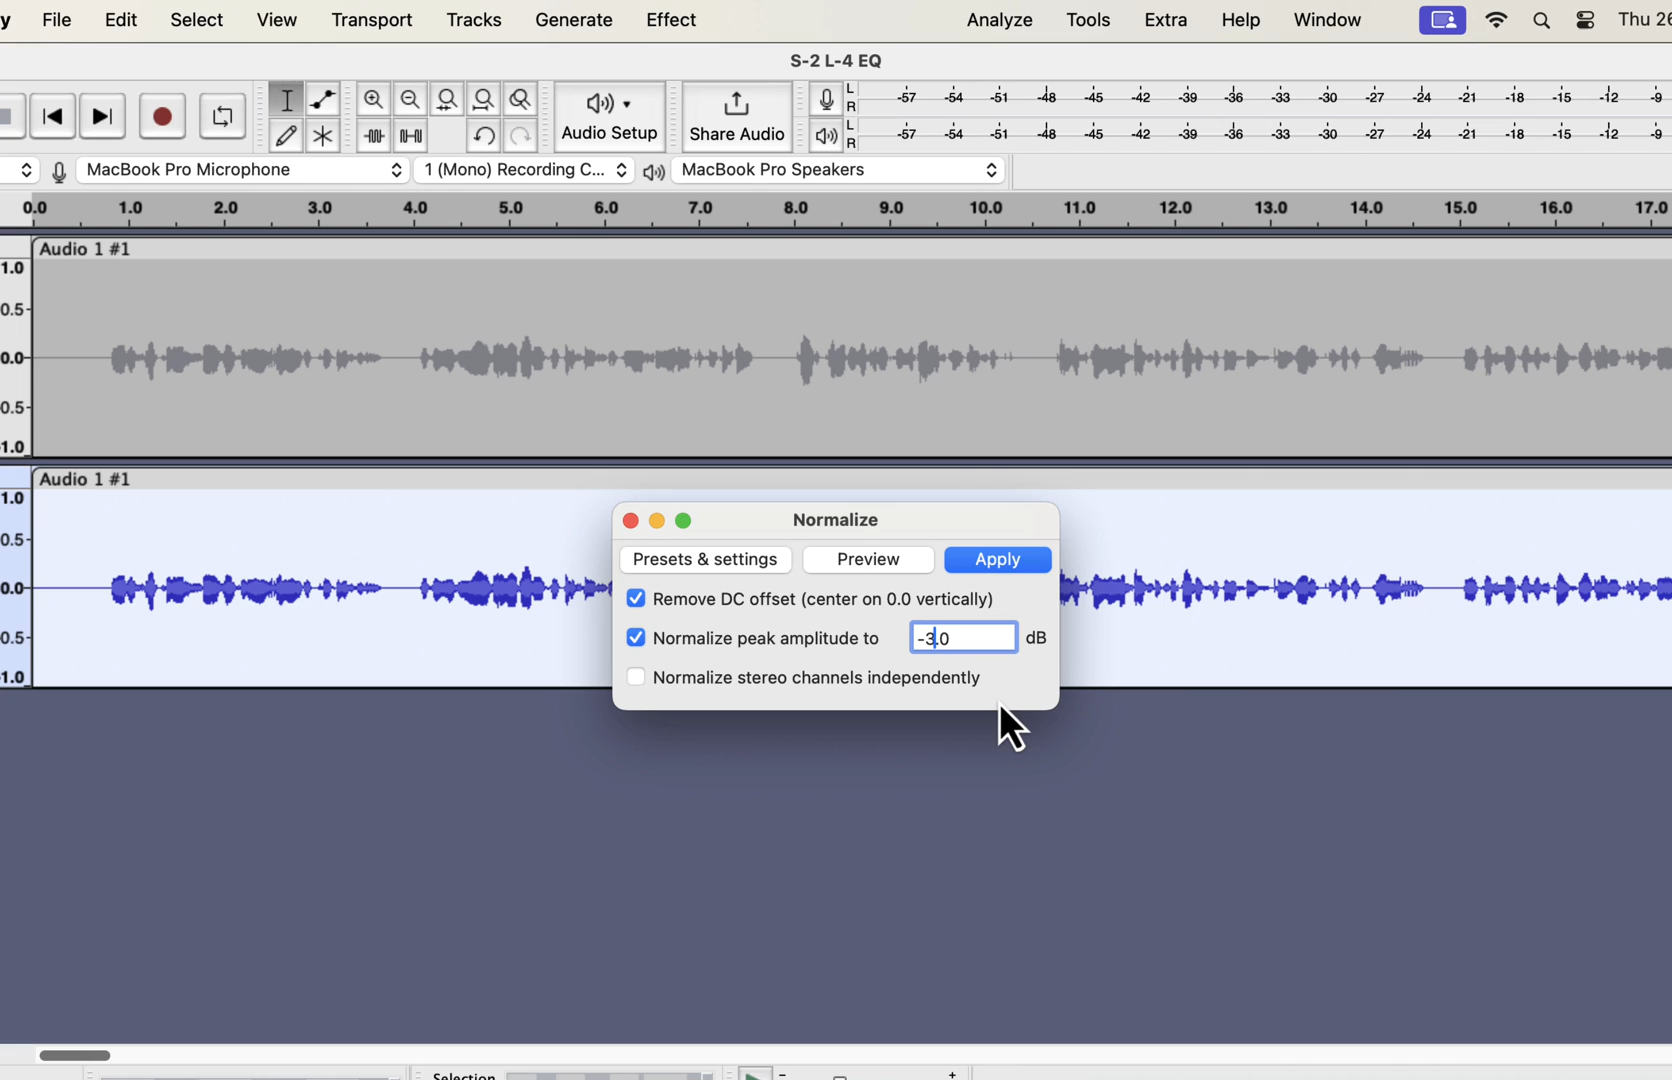 y File Edit Select View Transport Tracks Generate Effect Analyze Tools Extra Help Window Thu 26
S-2 L-4 EQ
Audio Setup Share Audio
L -57 -54 -51 -48 -45 -42 -39 -36 -33 -30 -27 -24 -21 -18 -15 -12 -9
R
L -57 -54 -51 -48 -45 -42 -39 -36 -33 -30 -27 -24 -21 -18 -15 -12 -9
R
MacBook Pro Microphone 1 (Mono) Recording C... MacBook Pro Speakers
0.0 1.0 2.0 3.0 4.0 5.0 6.0 7.0 8.0 9.0 10.0 11.0 12.0 13.0 14.0 15.0 16.0 17.0
Audio 1 #1
1.0
0.5-
0.0-
0.5-
1.0
Audio 1 #1
1.0
0.5-
0.0-
0.5-
1.0
Normalize
Presets & settings Preview Apply
Remove DC offset (center on 0.0 vertically)
Normalize peak amplitude to -3.0 dB
Normalize stereo channels independently
Selection - +